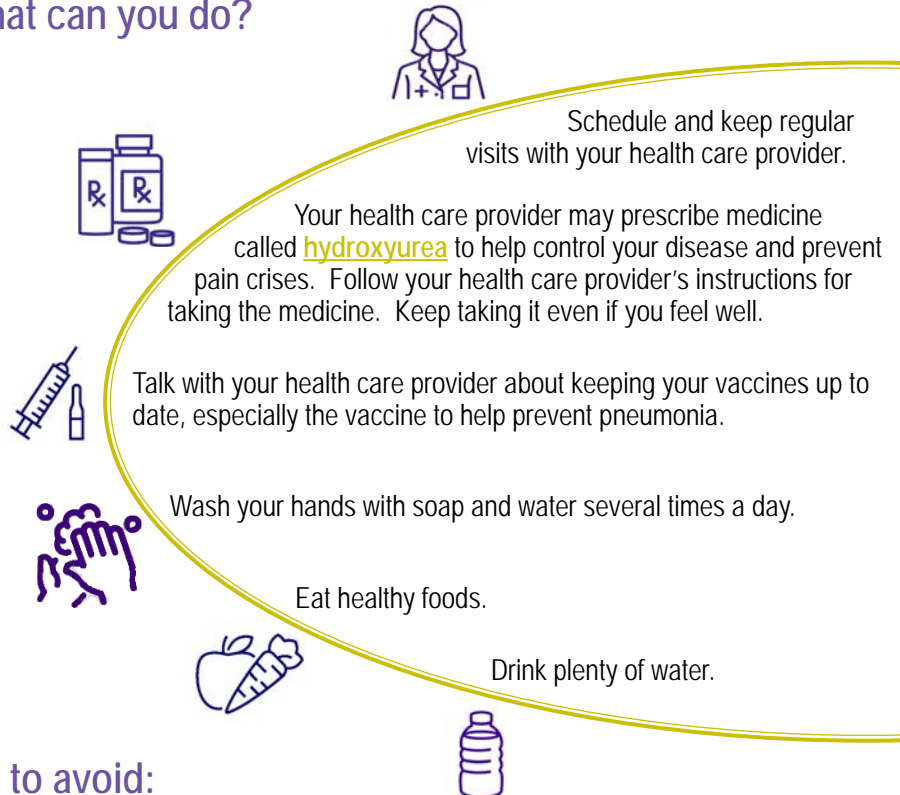 hat can you do?
Schedule and keep regular
visits with your health care provider.
Rx
Rx
Your health care provider may prescribe medicine
called hydroxyurea to help control your disease and prevent
pain crises. Follow your health care provider's instructions for
taking the medicine. Keep taking it even if you feel well.
Talk with your health care provider about keeping your vaccines up to
date, especially the vaccine to help prevent pneumonia.
Wash your hands with soap and water several times a day.
Eat healthy foods.
Drink plenty of water.
to avoid: